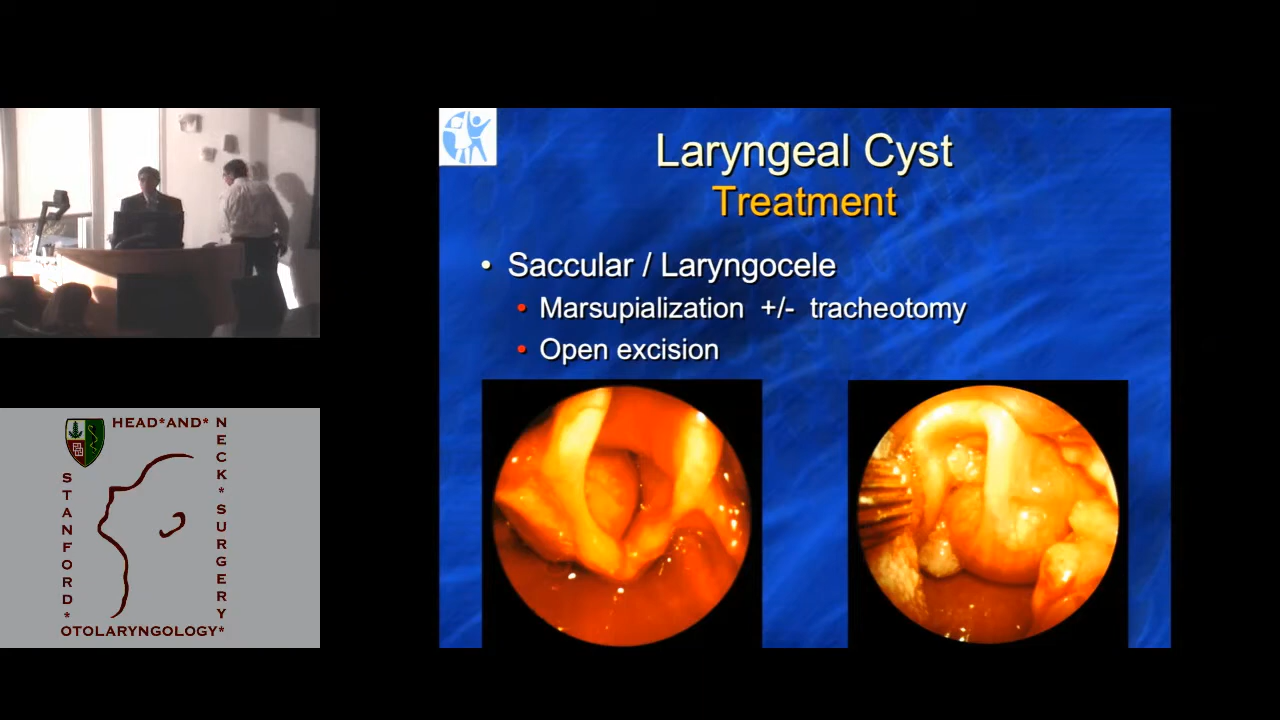 Laryngeal Cyst
Treatment
• Saccular / Laryngocele
• Marsupialization +/- tracheotomy
• Open excision
HEAD*AND*
NECK*SURGERY
STANFORD*
OTOLARYNGOLOGY*